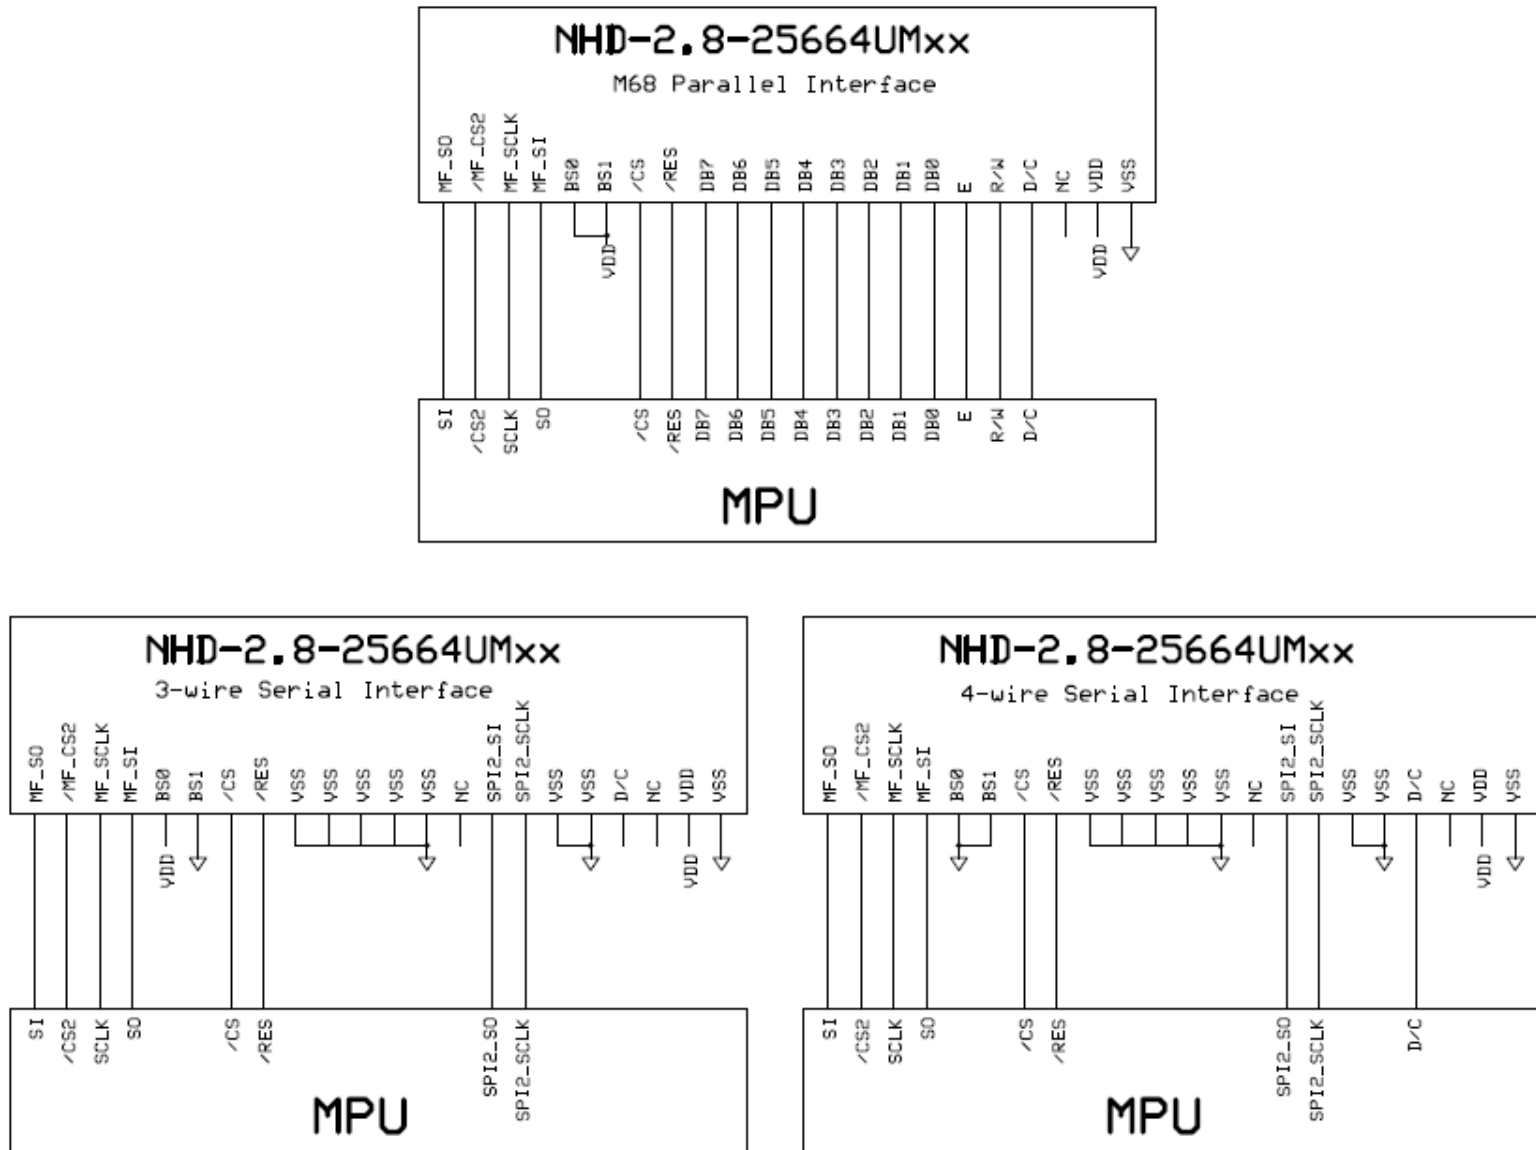 NHD-2.8-25664UMxx
M68 Parallel Interface
MF_SO /MF_CS2 MF_SCLK MF_SI BS0 BS1 /CS /RES DB7 DB6 DB5 DB4 DB3 DB2 DB1 DB0 E R/W D/C NC VDD VSS
VDD VDD
SI /CS2 SCLK SO /CS /RES DB7 DB6 DB5 DB4 DB3 DB2 DB1 DB0 E R/W D/C
MPU
NHD-2.8-25664UMxx
3-wire Serial Interface
MF_SO /MF_CS2 MF_SCLK MF_SI BS0 BS1 /CS /RES VSS VSS VSS VSS VSS NC SPI2_SI SPI2_SCLK VSS VSS D/C NC VDD VSS
VDD VDD
SI /CS2 SCLK SO /CS /RES SPI2_SO SPI2_SCLK
MPU
NHD-2.8-25664UMxx
4-wire Serial Interface
MF_SO /MF_CS2 MF_SCLK MF_SI BS0 BS1 /CS /RES VSS VSS VSS VSS VSS NC SPI2_SI SPI2_SCLK VSS VSS D/C NC VDD VSS
VDD
SI /CS2 SCLK SO /CS /RES SPI2_SO SPI2_SCLK D/C
MPU